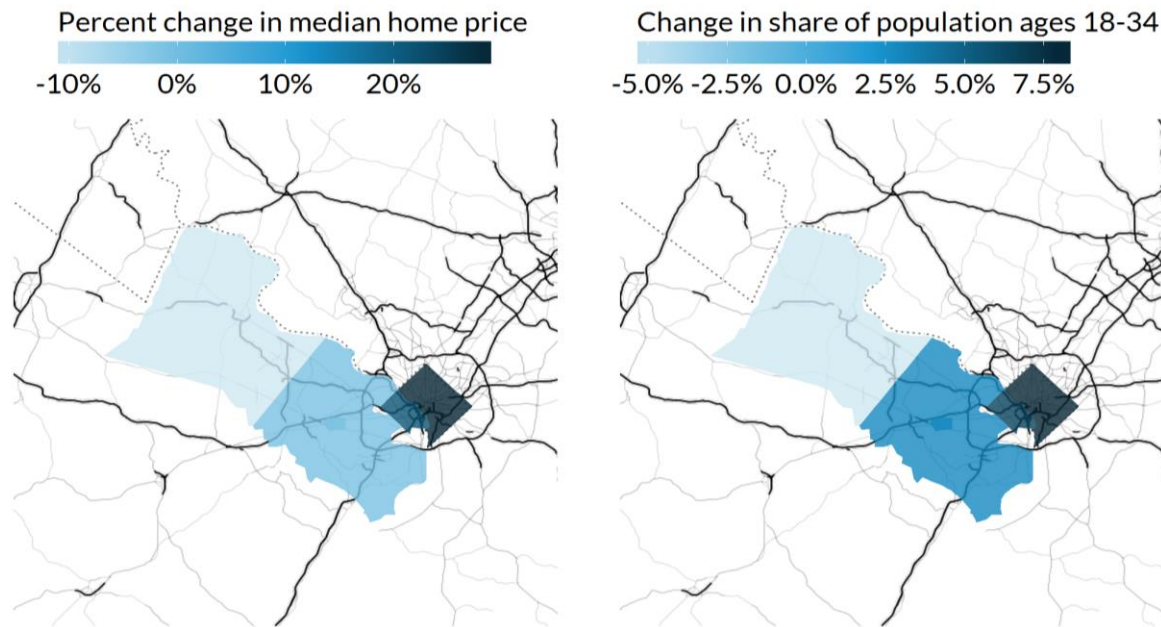 Percent change in median home price
-10% 0% 10% 20%
Change in share of population ages 18-34
-5.0% -2.5% 0.0% 2.5% 5.0% 7.5%